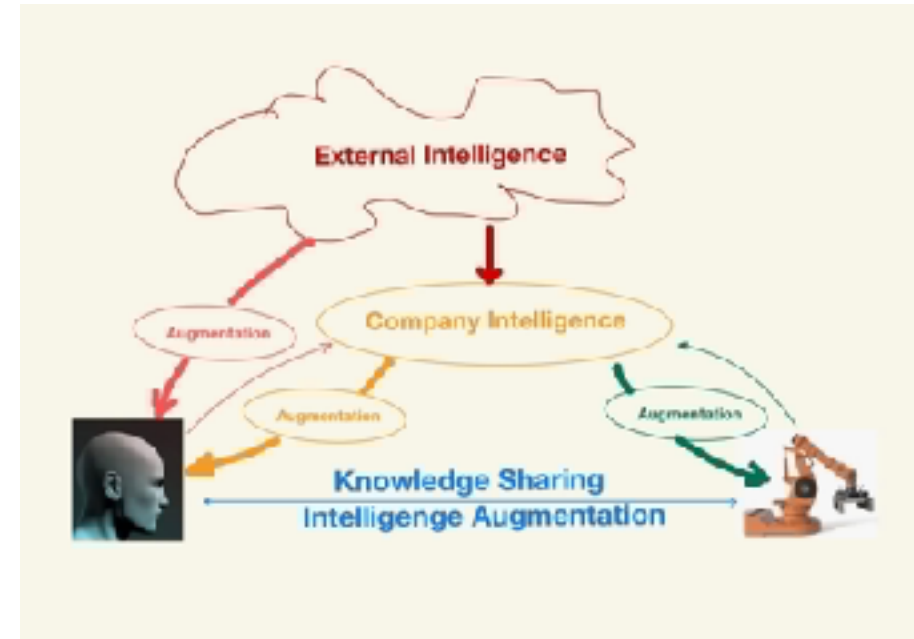 External Intelligence
Company Intelligence
Augmentation
Augmentation
Augmentation
Knowledge Sharing
Intelligenge Augmentation